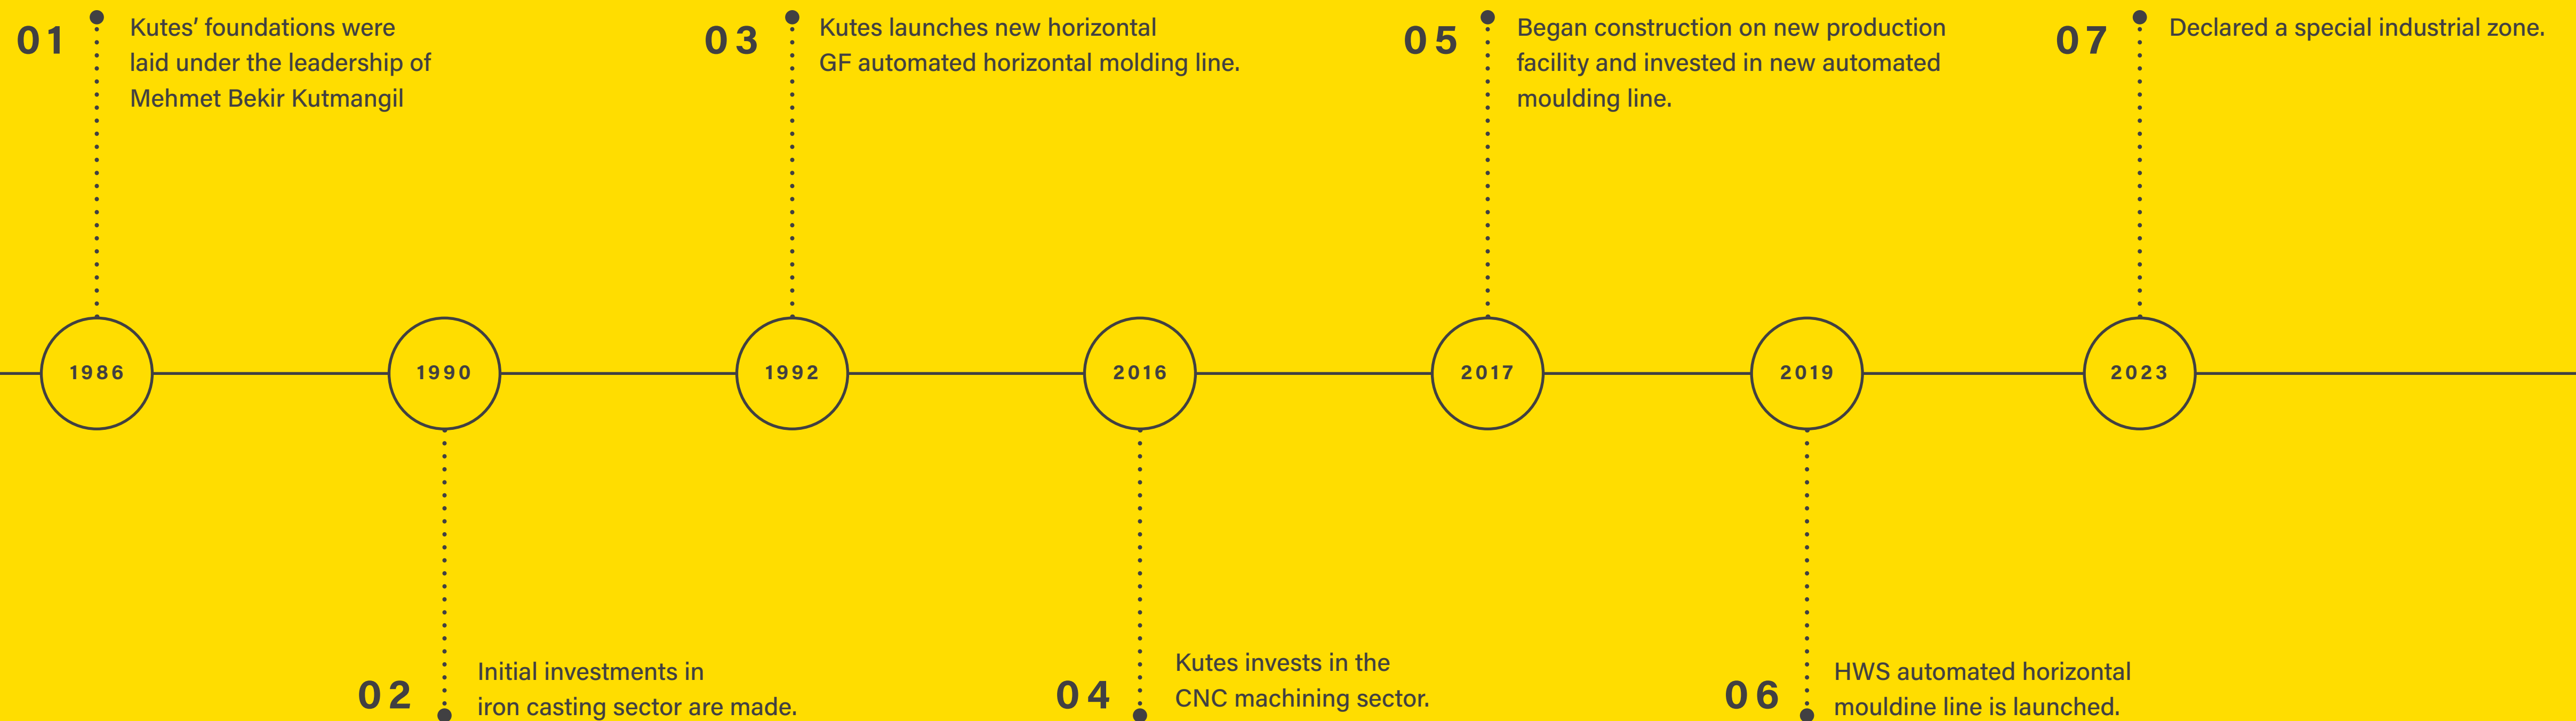 01
Kutes’ foundations were
laid under the leadership of
Mehmet Bekir Kutmangil
03
Kutes launches new horizontal
GF automated horizontal molding line.
05
Began construction on new production
facility and invested in new automated
moulding line.
07
Declared a special industrial zone.
1986
1990
1992
2016
2017
2019
2023
02
Initial investments in
iron casting sector are made.
04
Kutes invests in the
CNC machining sector.
06
HWS automated horizontal
mouldine line is launched.